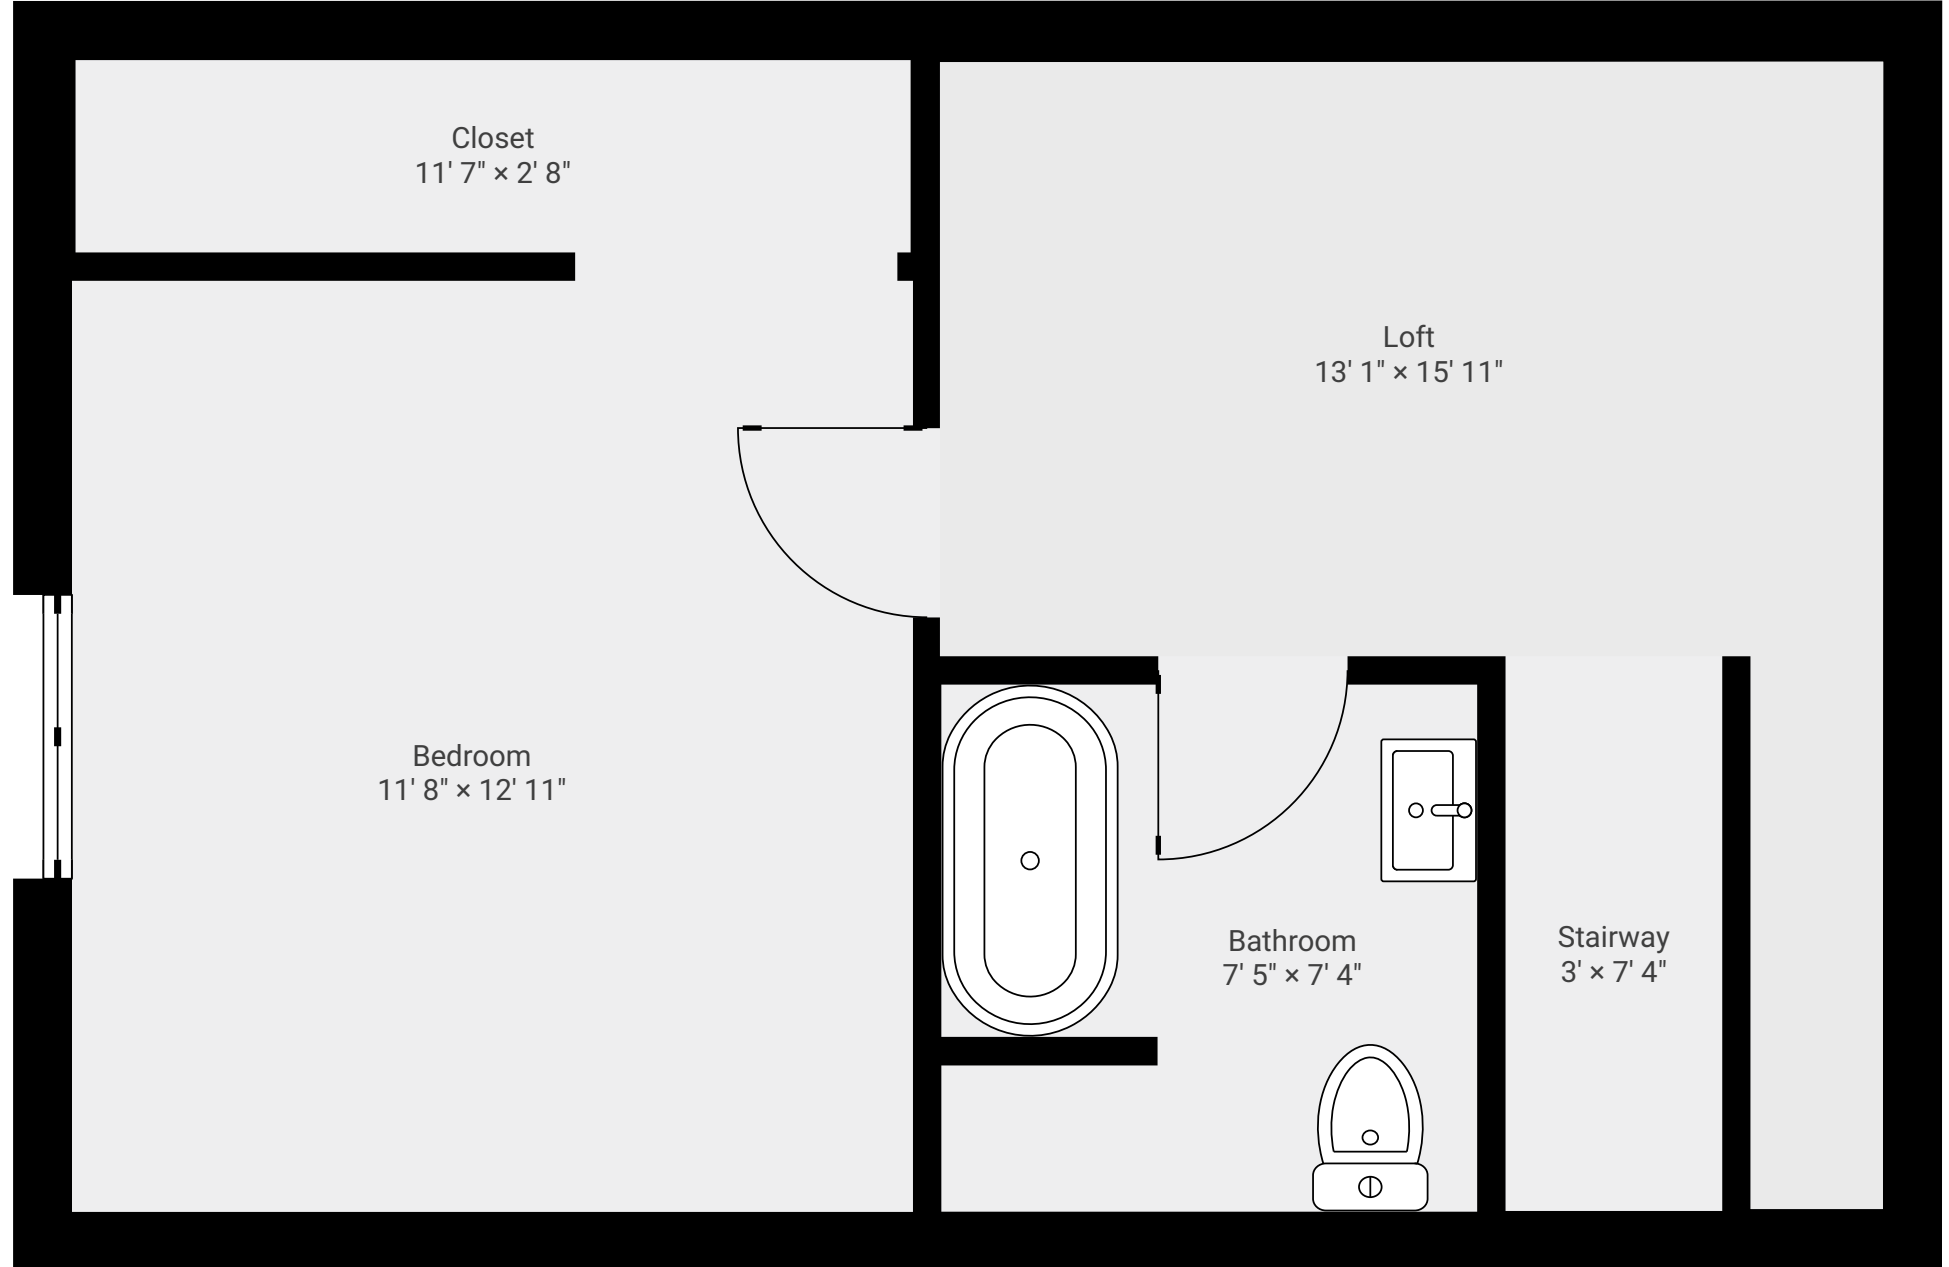 Closet
11' 7" × 2' 8"
Loft
13' 1" × 15' 11"
Bedroom
11' 8" × 12' 11"
Bathroom
7' 5" × 7' 4"
Stairway
3' × 7' 4"